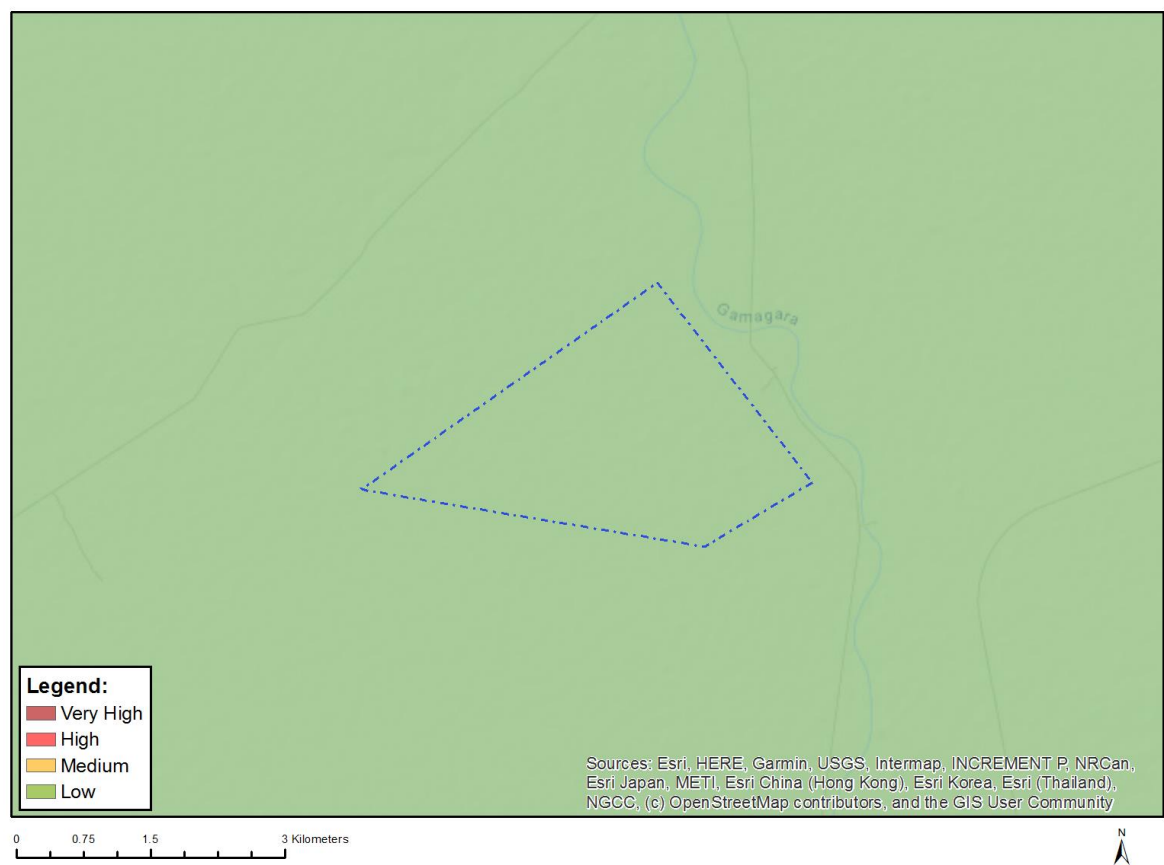 Gamagara
Legend:
Very High
High
Medium
Low
Sources: Esri, HERE, Garmin, USGS, Intermap, INCREMENT P, NRCan,
Esri Japan, METI, Esri China (Hong Kong), Esri Korea, Esri (Thailand),
NGCC, (c) OpenStreetMap contributors, and the GIS User Community
0 0.75 1.5 3 Kilometers
N